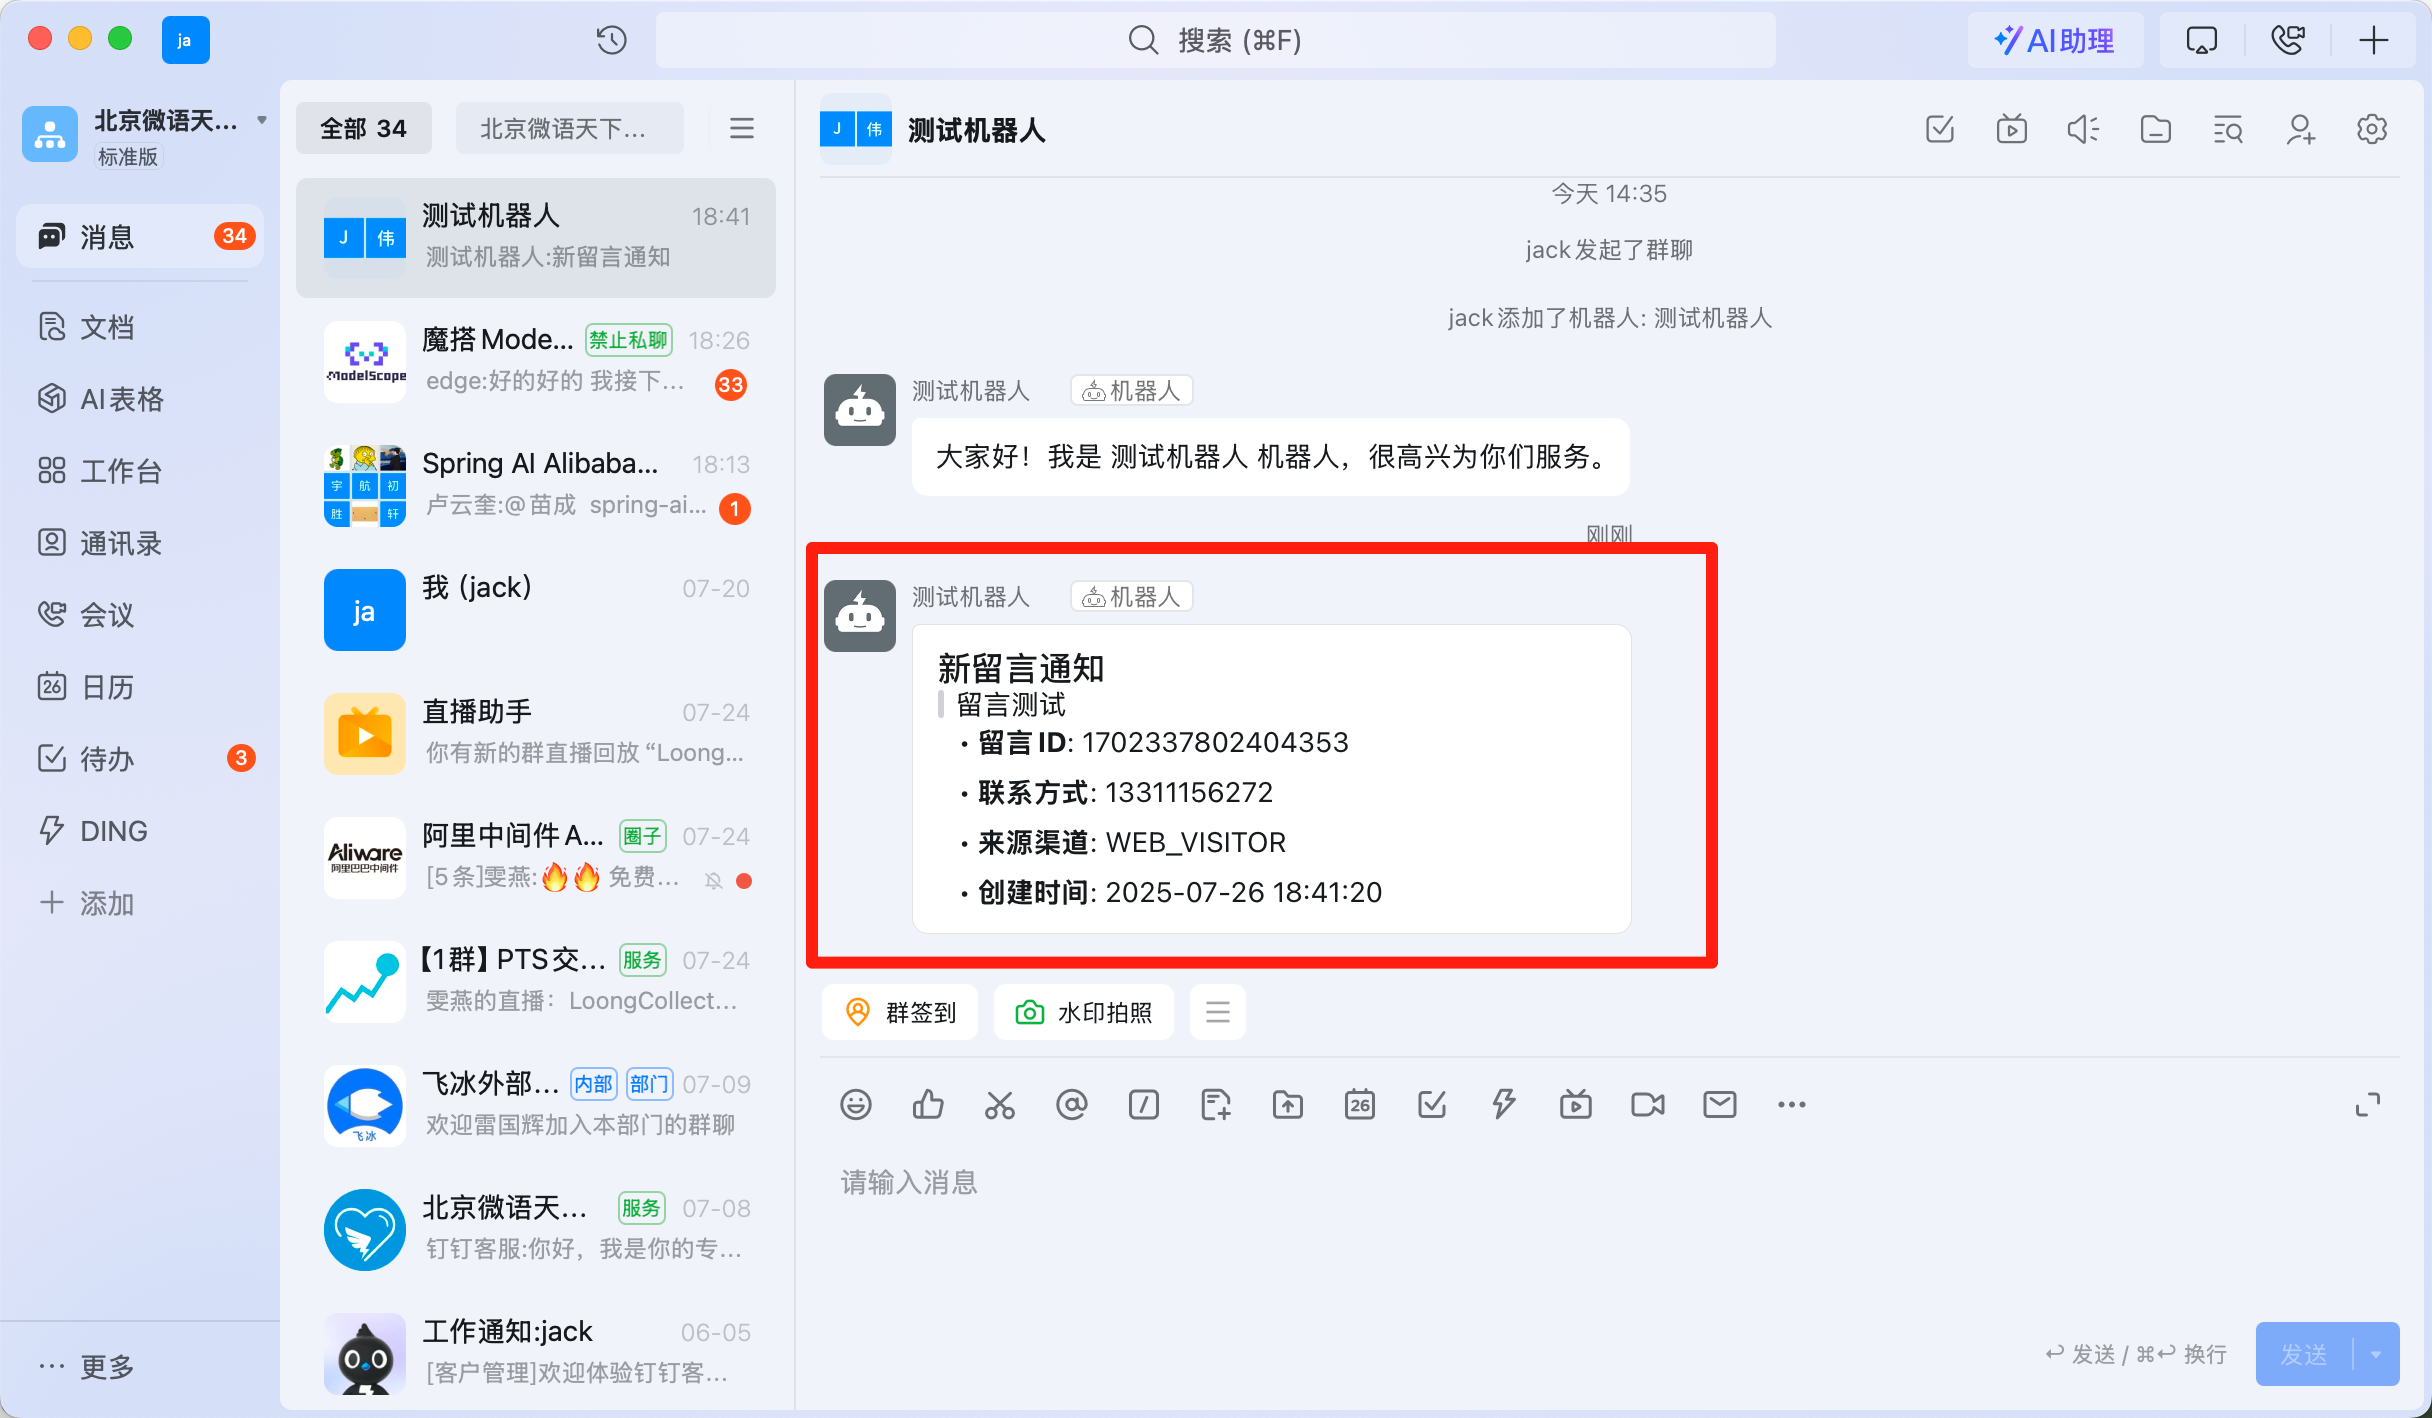 ja
搜索 (⌘F)
AI助理
北京微语天...
标准版
消息
34
文档
AI表格
工作台
通讯录
会议
26
日历
待办
3
DING
添加
更多
全部 34
北京微语天下...
J 伟
测试机器人
18:41
测试机器人:新留言通知
ModelScope
魔搭Mode...
禁止私聊
18:26
edge:好的好的 我接下...
33
宇 航 初
胜 轩
Spring AI Alibaba...
18:13
卢云奎:@苗成 spring-ai...
1
ja
我 (jack)
07-20
直播助手
07-24
你有新的群直播回放 “Loong...
Aliware
阿里巴巴中间件
阿里中间件A...
圈子
07-24
[5条]雯燕:🔥🔥 免费...
【1群】PTS交...
服务
07-24
雯燕的直播：LoongCollect...
飞冰
飞冰外部...
内部
部门
07-09
欢迎雷国辉加入本部门的群聊
北京微语天...
服务
07-08
钉钉客服:你好，我是你的专...
工作通知:jack
06-05
[客户管理]欢迎体验钉钉客...
J 伟
测试机器人
今天 14:35
jack发起了群聊
jack添加了机器人: 测试机器人
测试机器人
机器人
大家好！我是 测试机器人 机器人，很高兴为你们服务。
刚刚
测试机器人
机器人
新留言通知
留言测试
• 留言ID: 1702337802404353
• 联系方式: 13311156272
• 来源渠道: WEB_VISITOR
• 创建时间: 2025-07-26 18:41:20
群签到
水印拍照
26
请输入消息
↩ 发送 / ⌘↩ 换行
发送